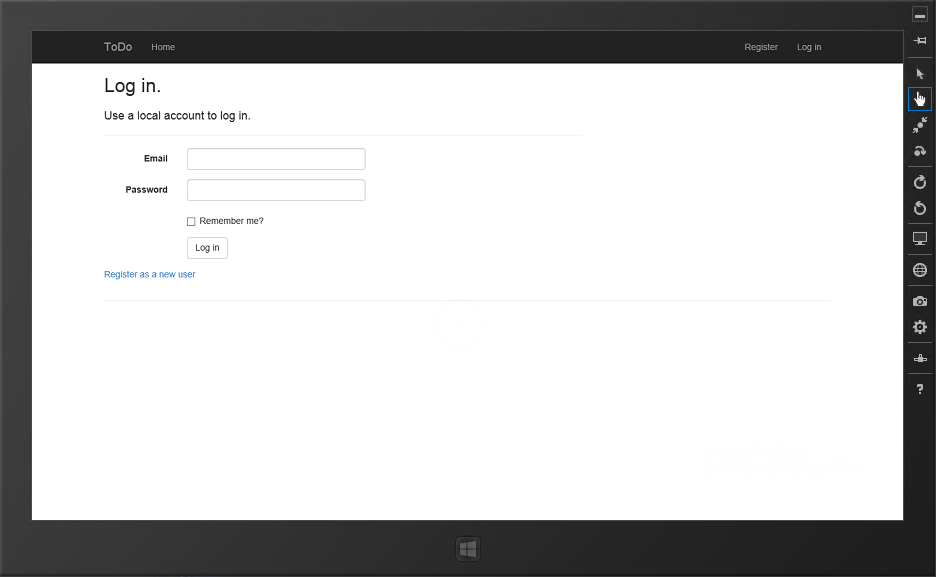 ToDo Home Register Log in
Log in.
Use a local account to log in.
Email
Password
Remember me?
Log in
Register as a new user
?